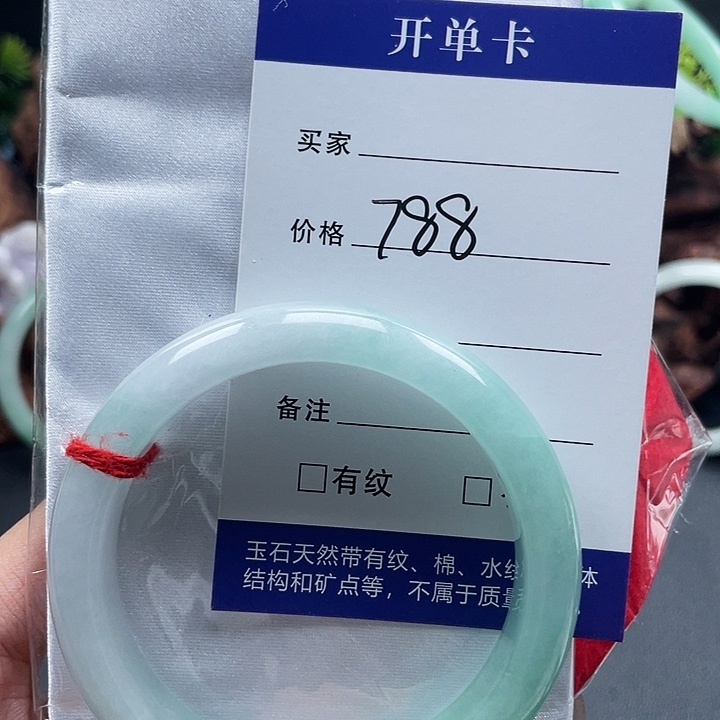 开单卡
买家
价格 788
备注
□有纹 □
玉石天然带有纹、棉、水 体
结构和矿点等，不属于质量